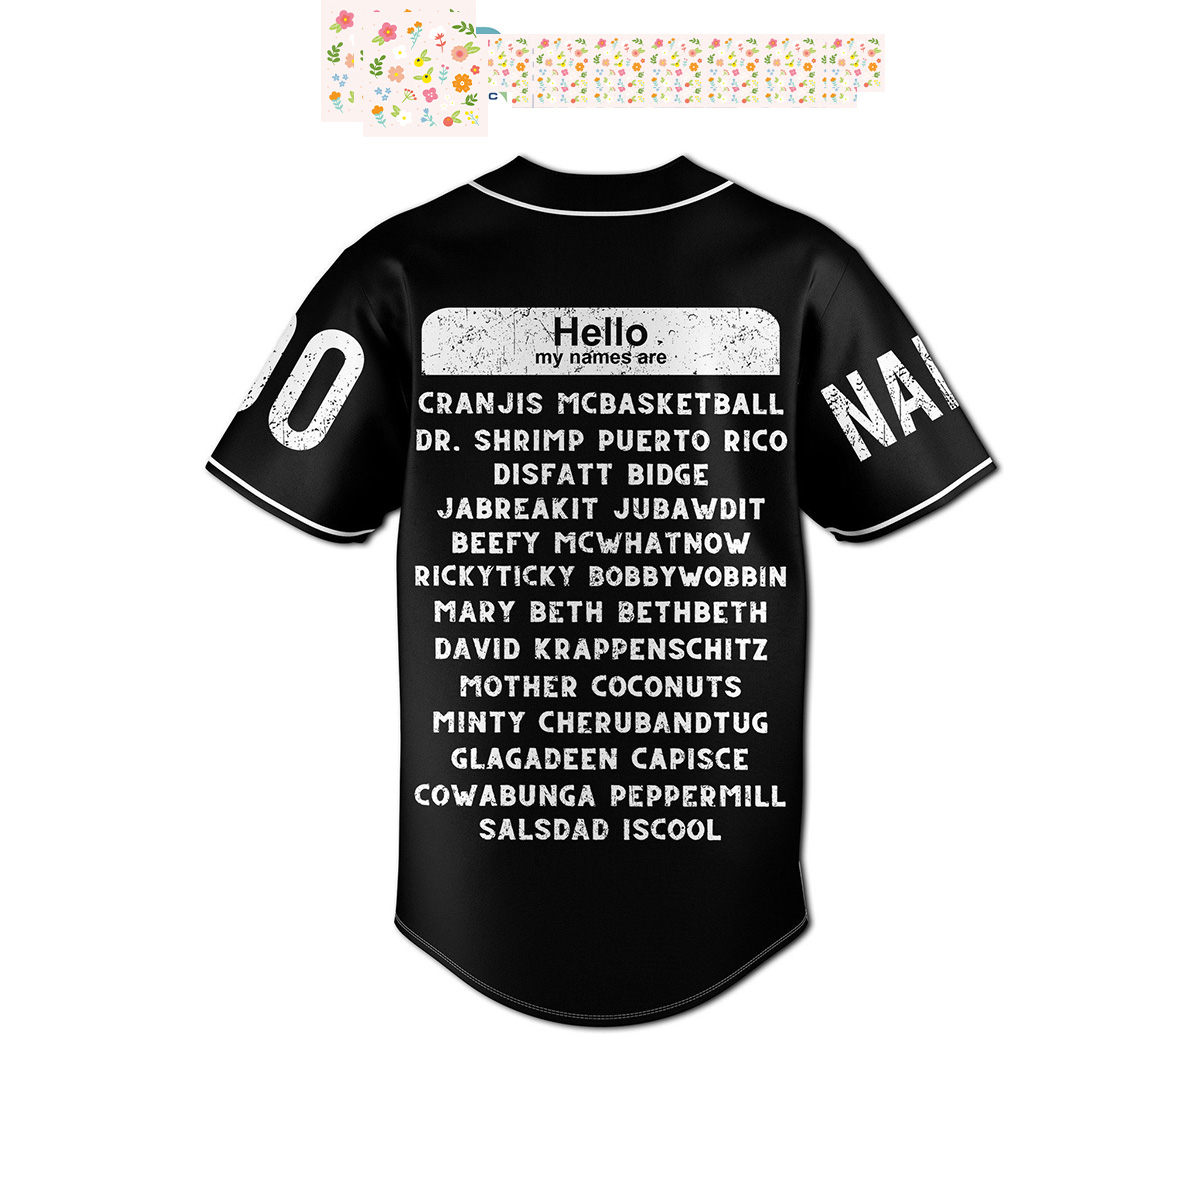 C
Hello
my names are
CRANJIS MCBASKETBALL
DR. SHRIMP PUERTO RICO
DISFATT BIDGE
JABREAKIT JUBAWDIT
BEEFY MCWHATNOW
RICKYTICKY BOBBYWOBBIN
MARY BETH BETHBETH
DAVID KRAPPENSCHITZ
MOTHER COCONUTS
MINTY CHERUBANDTUG
GLAGADEEN CAPISCE
COWABUNGA PEPPERMILL
SALSDAD ISCOOL
00